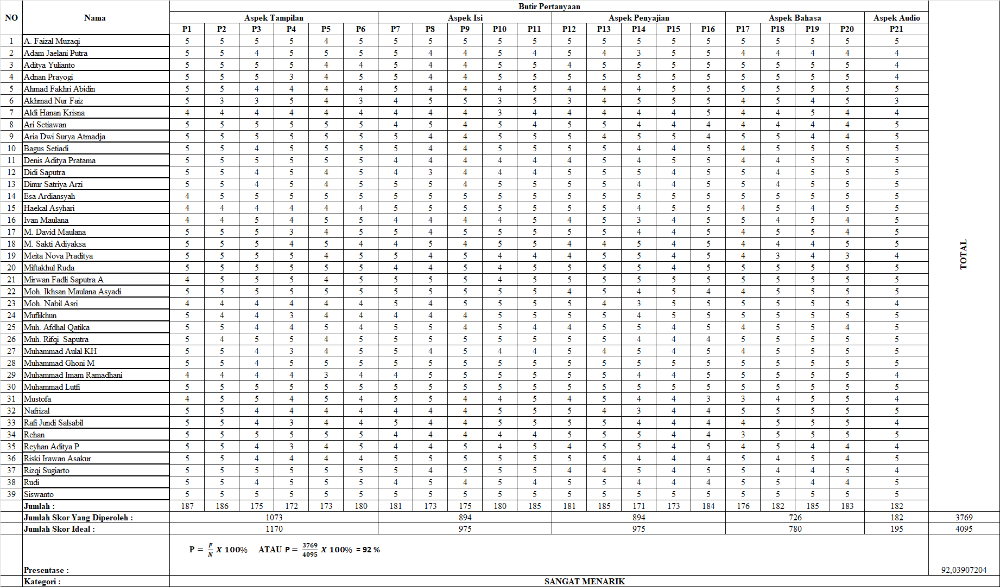 NO Nama Butir Pertanyaan TOTAL
Aspek Tampilan Aspek Isi Aspek Penyajian Aspek Bahasa Aspek Audio
P1 P2 P3 P4 P5 P6 P7 P8 P9 P10 P11 P12 P13 P14 P15 P16 P17 P18 P19 P20 P21
1 A. Faizal Muzaqi 5 5 5 5 4 5 5 5 5 5 5 5 5 5 5 5 5 5 5 5 5
2 Adam Jaelani Putra 5 5 4 5 5 5 5 4 4 5 4 5 4 3 5 5 4 4 4 4 4
3 Aditya Yulianto 5 5 5 5 4 4 5 4 4 5 5 4 5 5 5 5 5 5 5 5 4
4 Adnan Prayogi 5 5 5 3 4 5 5 4 4 5 5 5 5 5 5 5 5 5 5 5 4
5 Ahmad Fakhri Abidin 5 5 4 4 4 4 5 4 4 4 5 4 4 4 5 5 5 5 5 5 5
6 Akhmad Nur Faiz 5 3 3 5 4 3 4 5 5 3 5 3 4 5 5 5 4 5 4 5 3
7 Aldi Hanan Krisna 4 4 4 4 4 4 4 4 4 3 4 4 4 4 4 5 4 4 5 4 4
8 Ari Setiawan 5 5 5 5 5 5 4 5 4 5 4 5 5 4 4 4 4 4 4 4 5
9 Aria Dwi Surya Atmadja 5 5 5 5 5 5 5 4 4 5 5 5 4 5 5 4 5 5 4 4 5
10 Bagus Setiadi 5 5 4 5 5 5 5 4 4 5 5 5 5 4 4 5 4 5 5 5 5
11 Denis Aditya Pratama 5 5 5 5 5 5 4 4 4 4 4 4 5 4 5 5 4 4 5 5 5
12 Didi Saputra 5 5 4 5 4 5 4 3 4 4 4 5 5 5 4 5 5 4 5 5 5
13 Dinur Satriya Arzi 5 5 4 5 4 5 5 5 4 5 5 5 5 4 4 5 5 4 5 5 5
14 Esa Ardiansyah 4 5 5 5 5 5 5 5 5 5 5 5 5 5 5 5 5 5 5 5 5
15 Haekal Asyhari 4 4 4 4 4 4 5 5 5 5 5 5 5 4 5 5 4 5 4 5 5
16 Ivan Maulana 4 4 5 4 5 5 4 4 4 4 5 4 5 3 4 5 5 4 5 4 5
17 M. David Maulana 5 5 5 3 4 5 5 4 5 5 5 5 5 4 4 5 4 5 5 4 5
18 M. Sakti Adiyaksa 5 5 5 4 5 4 4 5 4 5 5 4 4 5 4 5 4 4 4 5 5
19 Meita Nova Praditya 5 5 5 5 4 5 5 4 5 4 4 4 5 5 4 5 4 3 4 3 4
20 Miftakhul Ruda 5 5 5 5 5 5 4 4 5 4 5 5 5 5 4 5 5 5 5 5 5
21 Mirwan Fadli Saputra A 4 5 5 5 4 5 5 5 5 4 5 5 5 5 5 5 5 5 5 5 5
22 Moh. Ikhsan Maulana Asyadi 5 5 5 5 5 5 5 5 5 5 5 4 5 4 5 4 4 5 5 5 5
23 Moh. Nabil Asri 4 4 4 4 4 4 5 4 5 5 5 5 4 3 5 5 5 5 5 5 4
24 Muflikhun 5 4 4 3 4 4 4 4 4 5 5 5 5 4 5 5 5 5 5 5 5
25 Muh. Afdhal Qatika 5 5 4 4 5 4 5 5 4 5 4 4 5 5 4 5 4 5 5 4 5
26 Muh. Rifqi Saputra 5 4 5 5 4 5 5 5 5 5 5 5 5 4 4 4 5 5 5 5 5
27 Muhammad Aulal KH 5 5 4 3 4 5 5 4 5 4 4 5 4 5 4 5 4 5 5 5 5
28 Muhammad Ghoni M 5 5 4 5 5 5 5 5 5 5 5 5 5 5 5 5 5 5 5 5 5
29 Muhammad Imam Ramadhani 4 4 4 4 3 4 4 5 5 5 5 5 5 4 4 5 5 5 5 5 4
30 Muhammad Lutfi 5 5 5 5 5 5 5 5 5 5 5 5 5 5 5 5 5 5 5 5 5
31 Mustofa 4 5 5 4 5 4 5 5 4 4 5 4 5 4 4 3 3 4 5 5 4
32 Nafrizal 5 5 4 4 4 4 4 4 4 5 5 5 4 3 4 4 5 5 5 5 5
33 Rafi Jundi Salsabil 5 5 4 3 4 4 5 4 4 5 5 5 5 4 4 4 4 5 5 5 4
34 Rehan 5 5 5 5 5 5 4 4 4 4 4 5 5 5 4 4 3 5 5 5 5
35 Reyhan Aditya P 5 5 4 3 4 5 4 4 5 4 5 4 5 5 4 5 4 5 4 4 4
36 Riski Irawan Asakur 5 5 4 4 4 5 5 5 5 5 5 5 5 4 4 4 5 4 5 4 5
37 Rizqi Sugiarto 5 5 5 5 5 5 5 4 5 5 5 4 4 5 4 5 5 4 4 5 4
38 Rudi 5 5 4 5 5 5 4 5 4 5 4 5 5 4 4 4 5 5 4 4 5
39 Siswanto 5 5 5 5 5 5 5 5 5 5 5 5 5 5 5 5 5 5 5 5 5
Jumlah : 187 186 175 172 173 180 181 173 175 180 185 181 185 171 173 184 176 182 185 183 182
Jumlah Skor Yang Diperoleh : 1073 894 894 726 182 3769
Jumlah Skor Ideal : 1170 975 975 780 195 4095
P = F/N X 100% ATAU P = 3769/4095 X 100% = 92 %
Presentase : 92,03907204
Kategori : SANGAT MENARIK